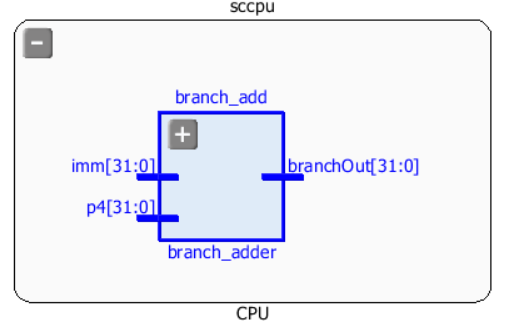 sccpu
branch_add
imm[31:0]
branchOut[31:0]
p4[31:0]
branch_adder
CPU